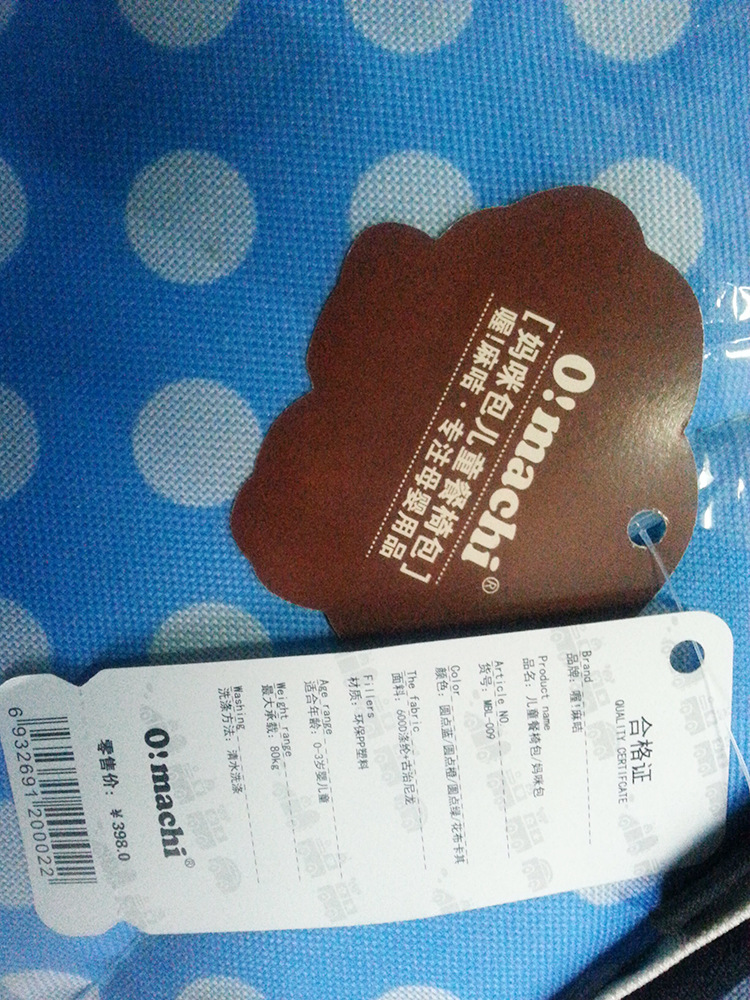 O!machi®
[妈咪包儿童餐椅包]
喔!麻咭·专注母婴用品
合格证
QUALITY CERTIFCATE
Brand
品牌: 喔!麻咭
Product name
品名: 儿童餐椅包/妈咪包
Article NO.
货号: MBL-009
Color
颜色: 圆点蓝/圆点橙/圆点绿/花布卡其
The fabric
面料: 600D涤纶+古治尼龙
Fillers
材质: 环保PP塑料
Age range
适合年龄: 0-3岁婴儿童
Weight range
最大承载: 80kg
Washing
洗涤方法: 清水洗涤
O!machi®
零售价: ¥398.0
6932691200022